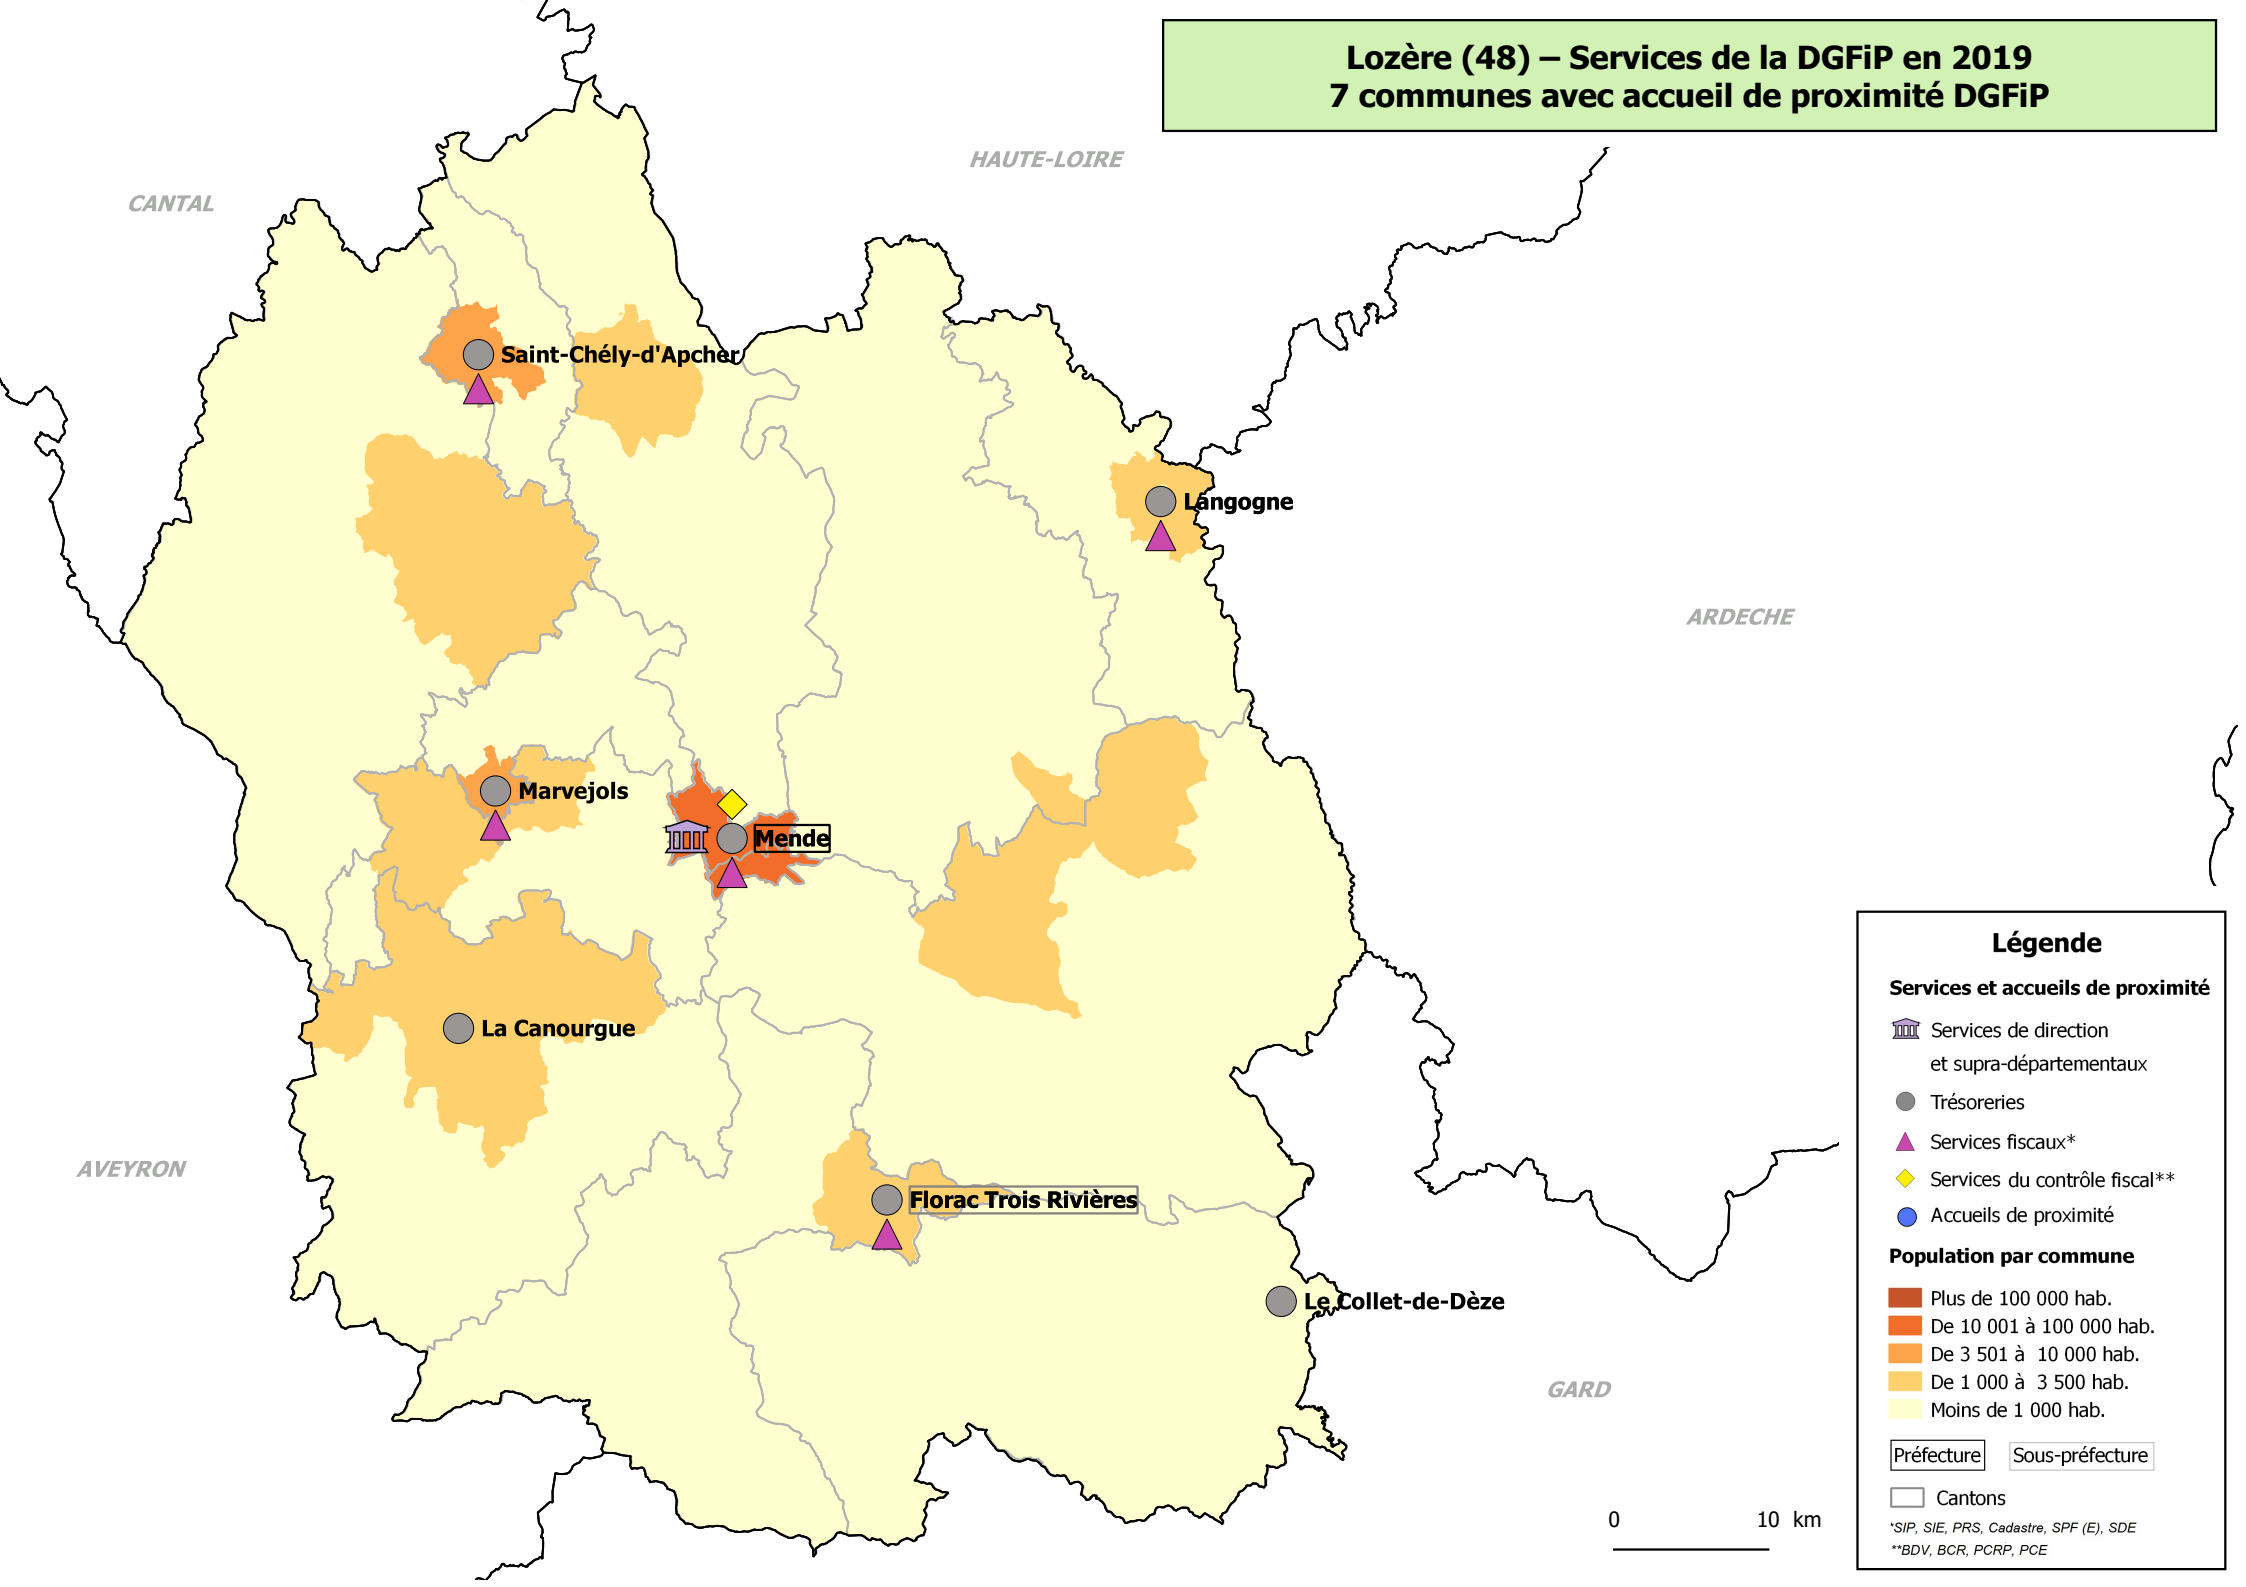 Lozère (48) – Services de la DGFiP en 2019
7 communes avec accueil de proximité DGFiP
HAUTE-LOIRE
CANTAL
Saint-Chély-d'Apcher
Langogne
ARDECHE
Marvejols
Mende
La Canourgue
AVEYRON
Florac Trois Rivières
Le Collet-de-Dèze
GARD
Légende
Services et accueils de proximité
Services de direction
et supra-départementaux
Trésoreries
Services fiscaux*
Services du contrôle fiscal**
Accueils de proximité
Population par commune
Plus de 100 000 hab.
De 10 001 à 100 000 hab.
De 3 501 à 10 000 hab.
De 1 000 à 3 500 hab.
Moins de 1 000 hab.
Préfecture Sous-préfecture
Cantons
*SIP, SIE, PRS, Cadastre, SPF (E), SDE
**BDV, BCR, PCRP, PCE
0 10 km